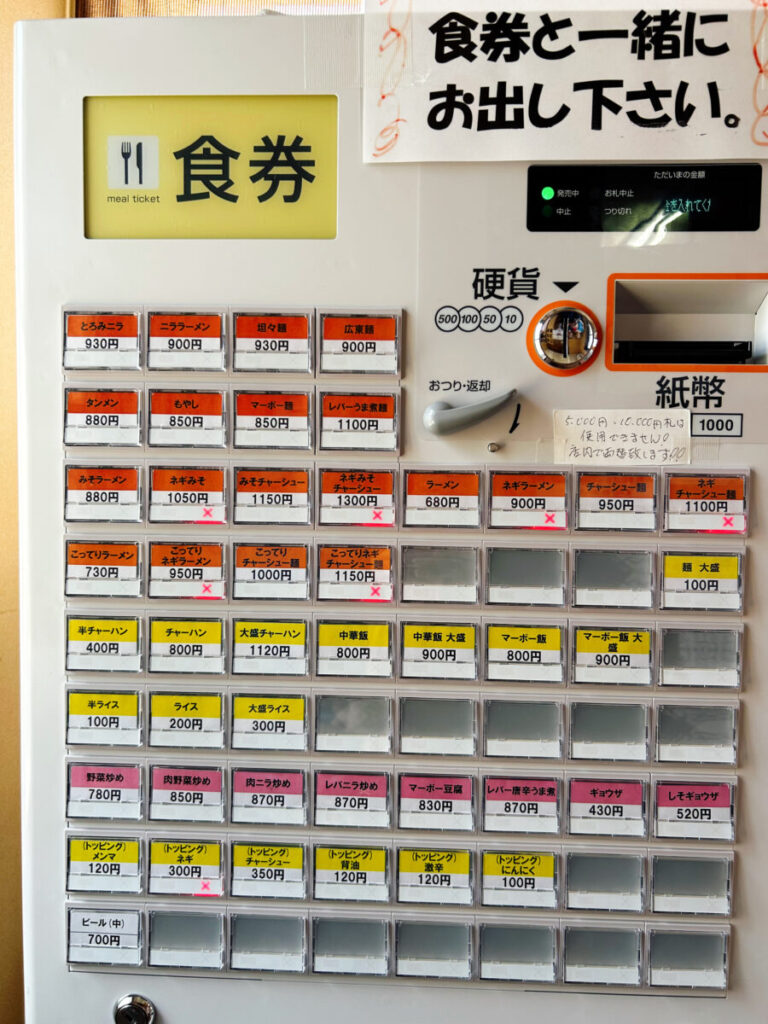 食券と一緒に
お出し下さい。
食券
meal ticket
ただいまの金額
発売中 お札中止
中止 つり切れ
を入れてく
硬貨
500 100 50 10
おつり・返却
紙幣
1000
5.000円・10.000円札は
使用できません!
店内で両替致します!!
とろみニラ ニララーメン 坦々麺 広東麺
930円 900円 930円 900円
タンメン もやし マーボー麺 レバーうま煮麺
880円 850円 850円 1100円
みそラーメン ネギみそ みそチャーシュー ネギみそ ラーメン ネギラーメン チャーシュー麺 ネギ
チャーシュー チャーシュー麺
880円 1050円 1150円 1300円 680円 900円 950円 1100円
こってりラーメン こってり こってり こってりネギ 麺 大盛
ネギラーメン チャーシュー麺 チャーシュー麺
730円 950円 1000円 1150円 100円
半チャーハン チャーハン 大盛チャーハン 中華飯 中華飯 大盛 マーボー飯 マーボー飯 大
盛
400円 800円 1120円 800円 900円 800円 900円
半ライス ライス 大盛ライス
100円 200円 300円
野菜炒め 肉野菜炒め 肉ニラ炒め レバニラ炒め マーボー豆腐 レバー唐辛うま煮 ギョウザ しそギョウザ
780円 850円 870円 870円 830円 870円 430円 520円
(トッピング) (トッピング) (トッピング) (トッピング) (トッピング) (トッピング)
メンマ ネギ チャーシュー 背油 激辛 にんにく
120円 300円 350円 120円 120円 100円
ビール(中)
700円